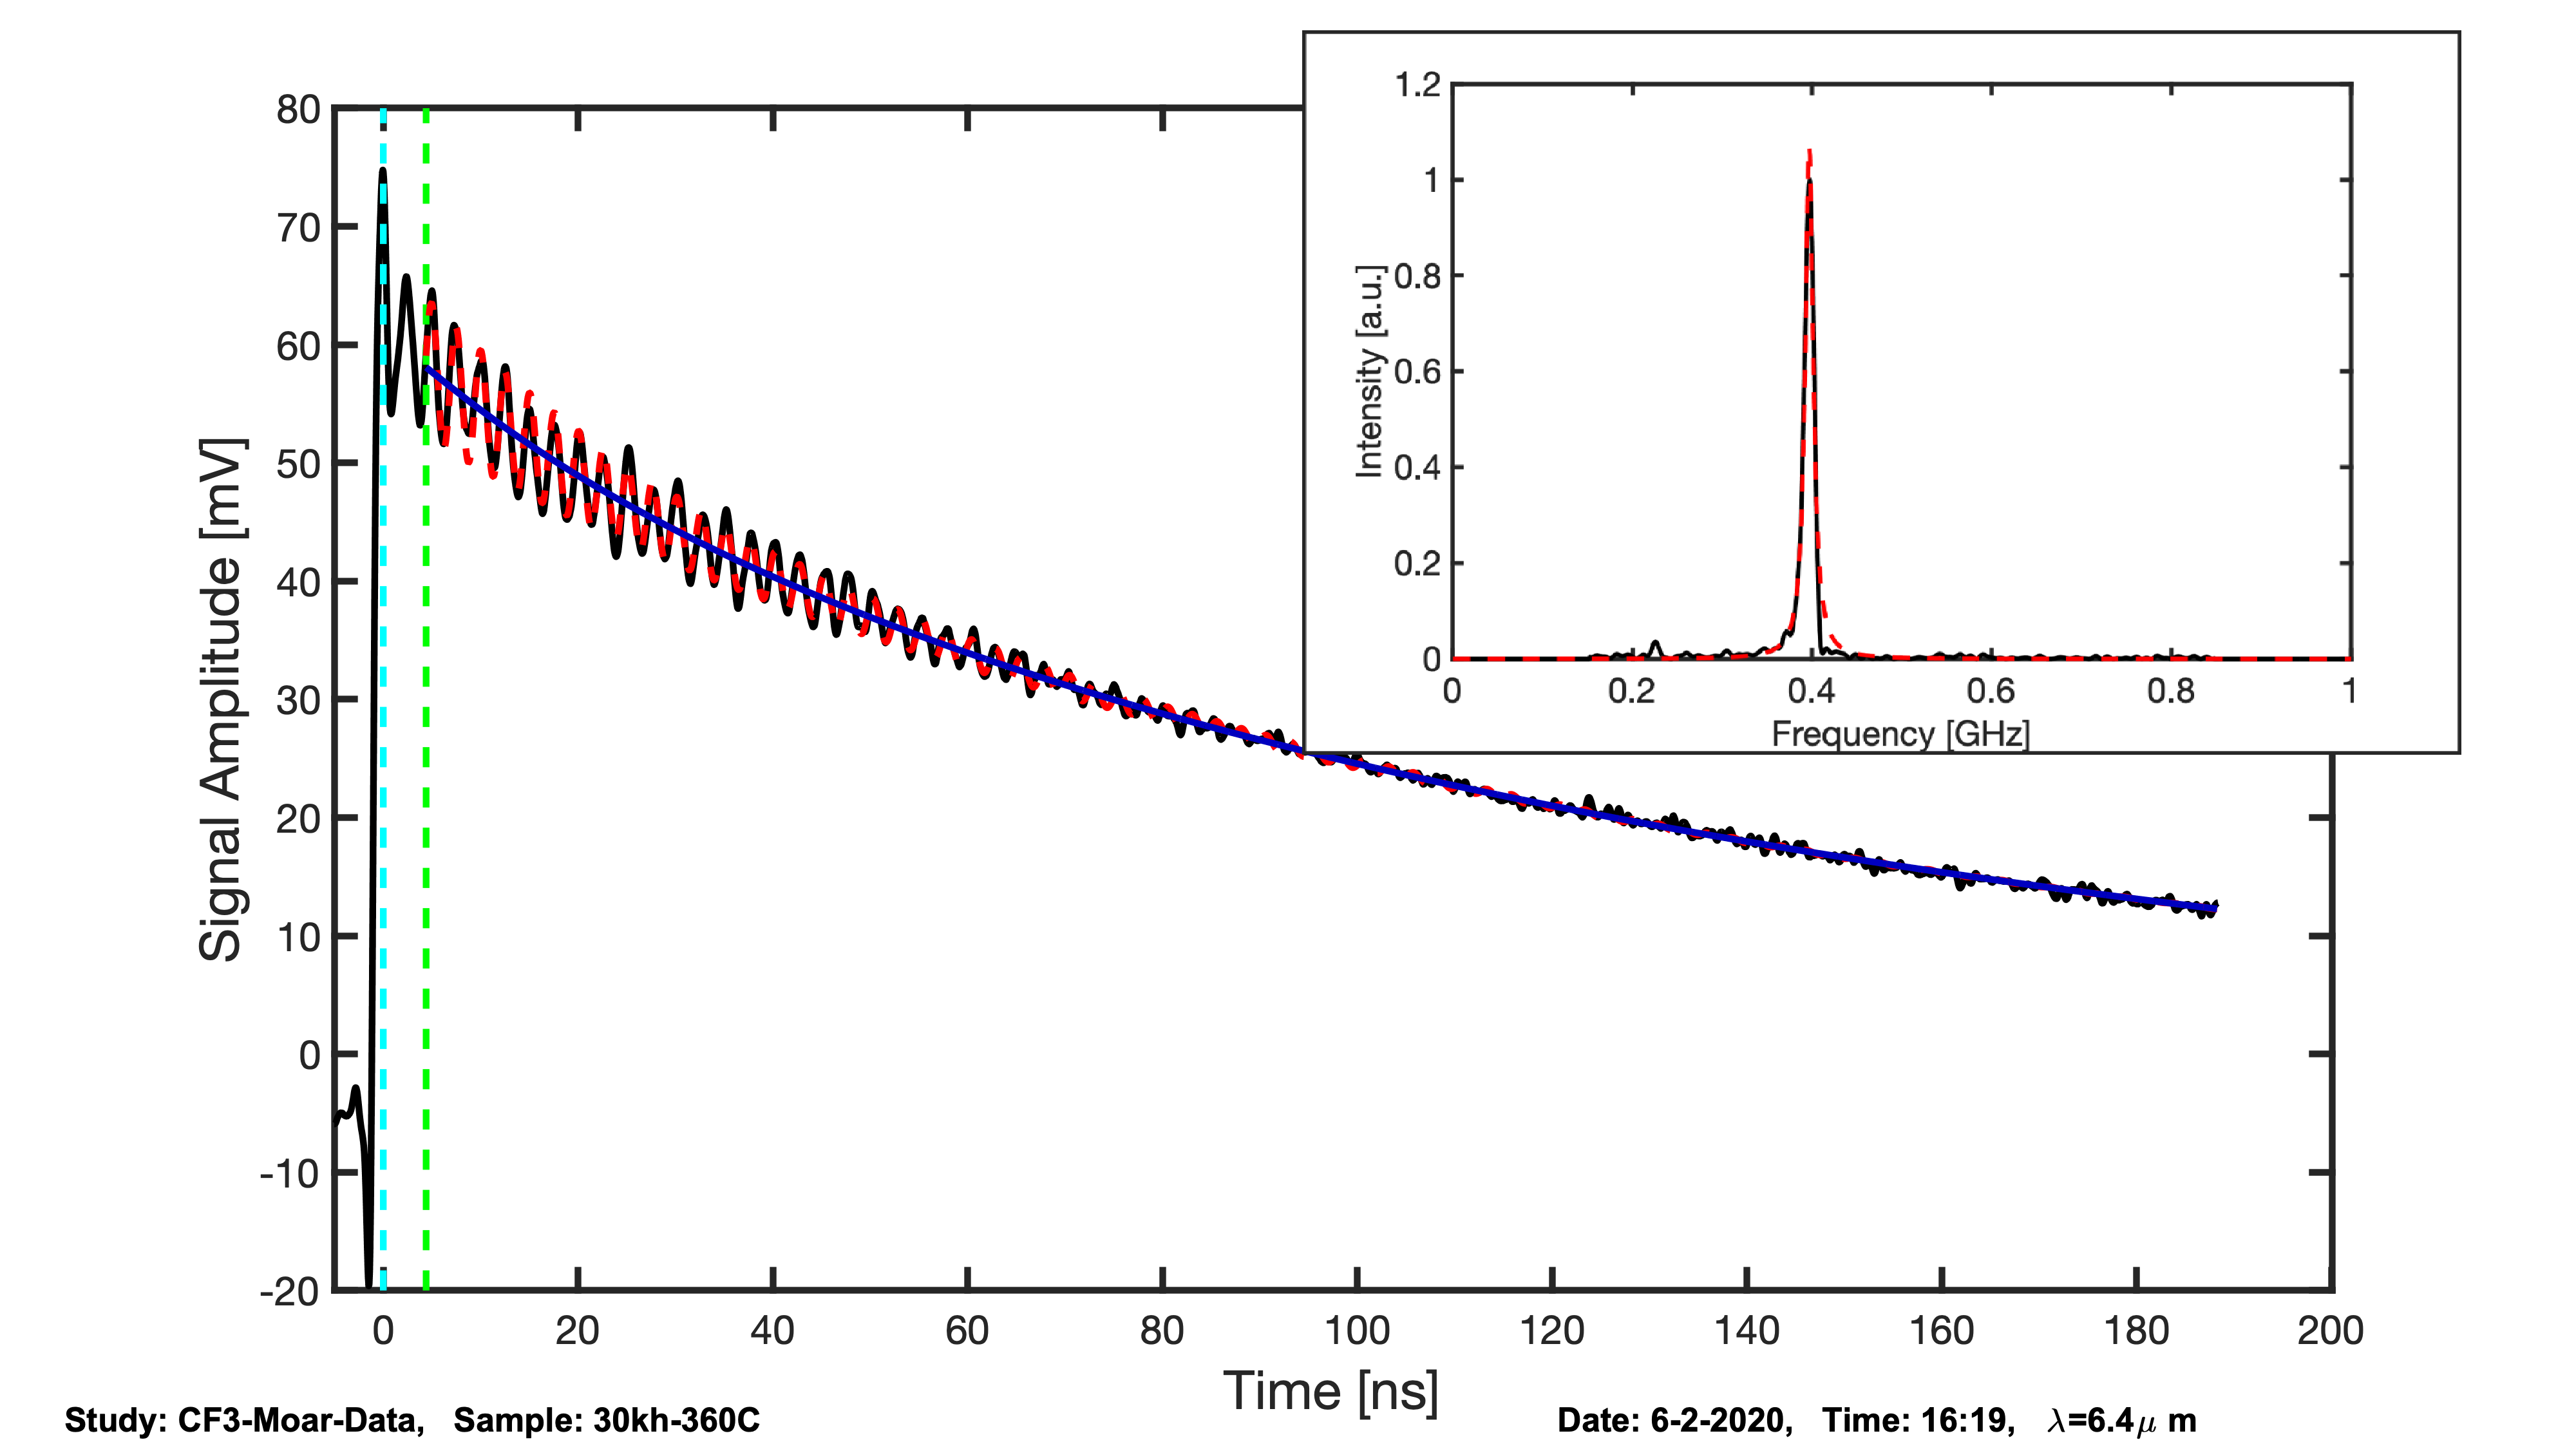 1.2
1
0.8
0.6
0.4
0.2
0
Intensity [a.u.]
0 0.2 0.4 0.6 0.8 1
Frequency [GHz]
80
70
60
50
40
30
20
10
0
-10
-20
Signal Amplitude [mV]
0 20 40 60 80 100 120 140 160 180 200
Time [ns]
Study: CF3-Moar-Data, Sample: 30kh-360C
Date: 6-2-2020, Time: 16:19, λ=6.4μ m